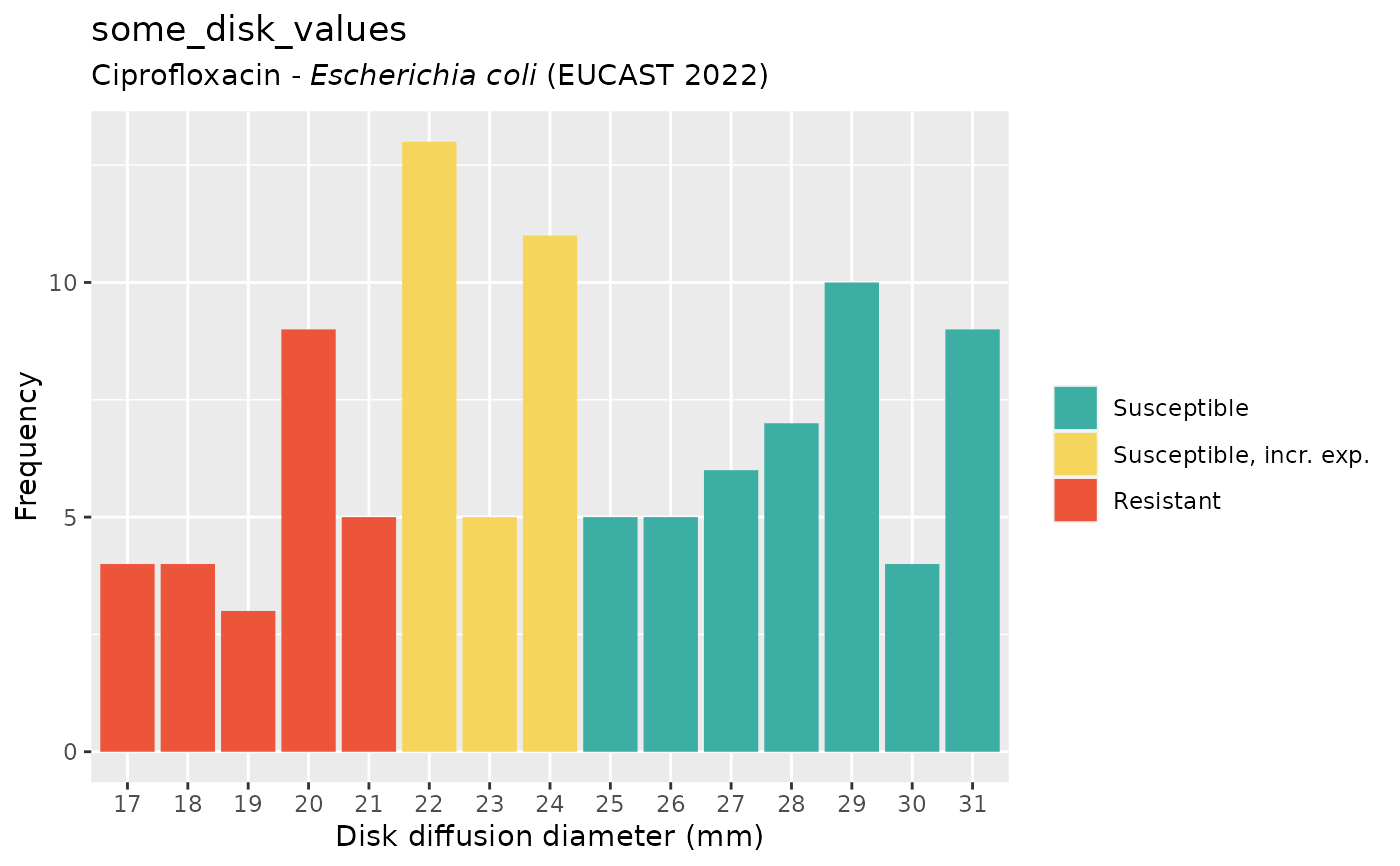 some_disk_values
Ciprofloxacin - Escherichia coli (EUCAST 2022)
Frequency
10
5
0
17 18 19 20 21 22 23 24 25 26 27 28 29 30 31
Disk diffusion diameter (mm)
Susceptible
Susceptible, incr. exp.
Resistant